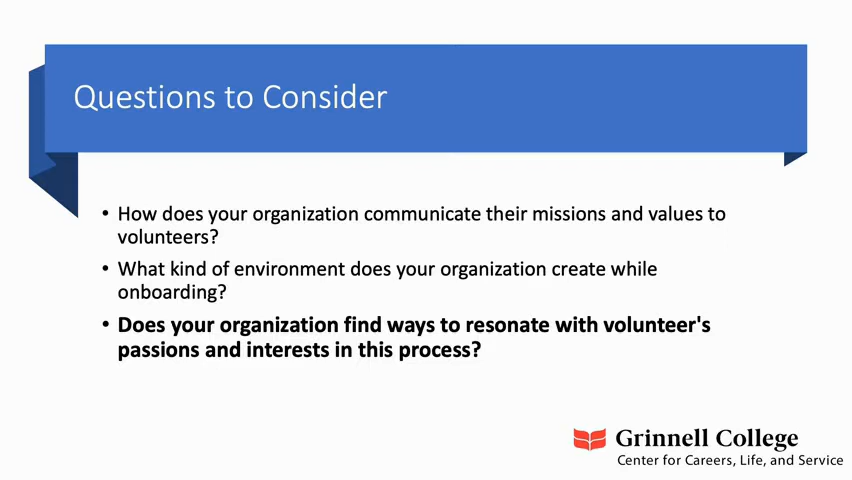 Questions to Consider
• How does your organization communicate their missions and values to
volunteers?
• What kind of environment does your organization create while
onboarding?
• Does your organization find ways to resonate with volunteer's
passions and interests in this process?
Grinnell College
Center for Careers, Life, and Service